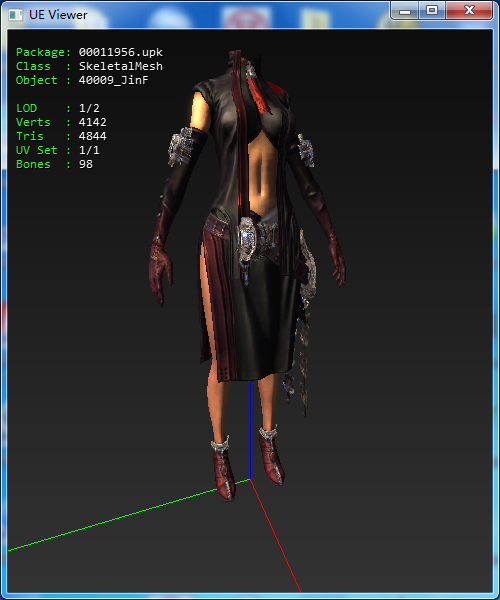 UE Viewer
Package: 00011956.upk
Class : SkeletalMesh
Object : 40009_JinF
LOD : 1/2
Verts : 4142
Tris : 4844
UV Set : 1/1
Bones : 98